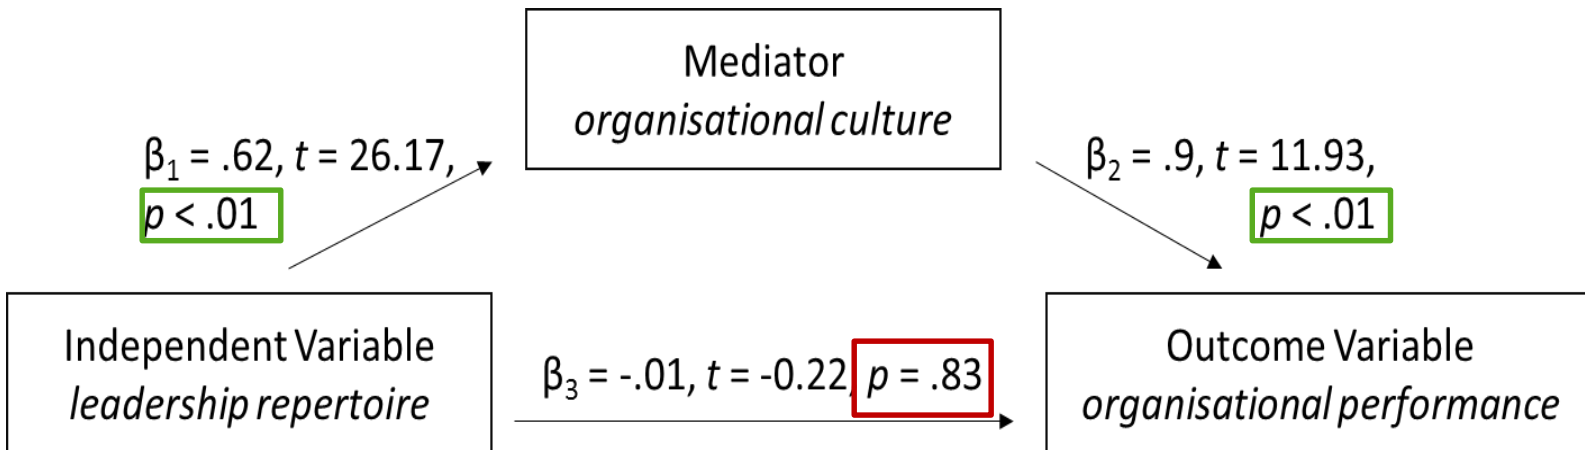 Mediator
organisational culture
β₁ = .62, t = 26.17,
p < .01
β₂ = .9, t = 11.93,
p < .01
Independent Variable
leadership repertoire
β₃ = -.01, t = -0.22, p = .83
Outcome Variable
organisational performance